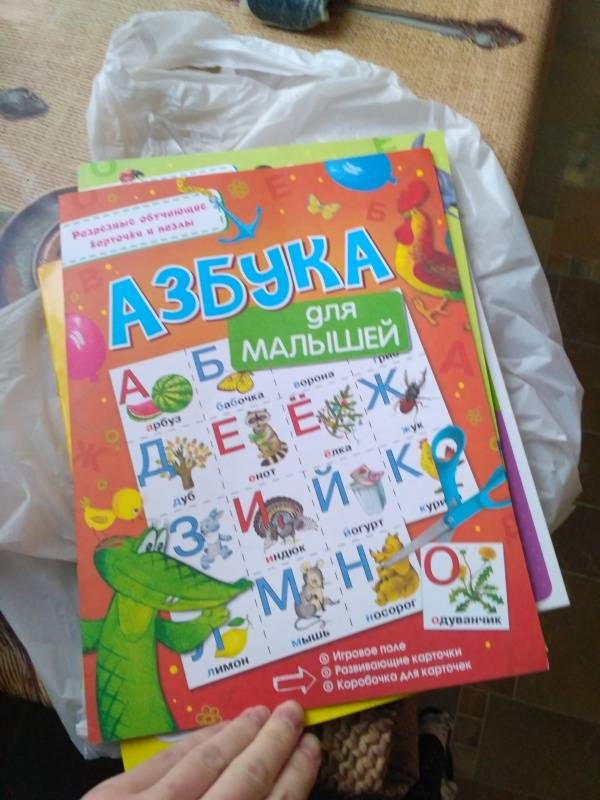 Разрезные обучающие
карточки и пазлы
АЗБУКА
для
МАЛЫШЕЙ
А
арбуз
Б
бабочка
ворона
гриб
Д
дуб
Е
енот
Ё
ёлка
Ж
жук
З
И
индюк
Й
йогурт
К
Л
лимон
М
мышь
Н
носорог
О
одуванчик
Игровое поле
Развивающие карточки
Коробочка для карточек